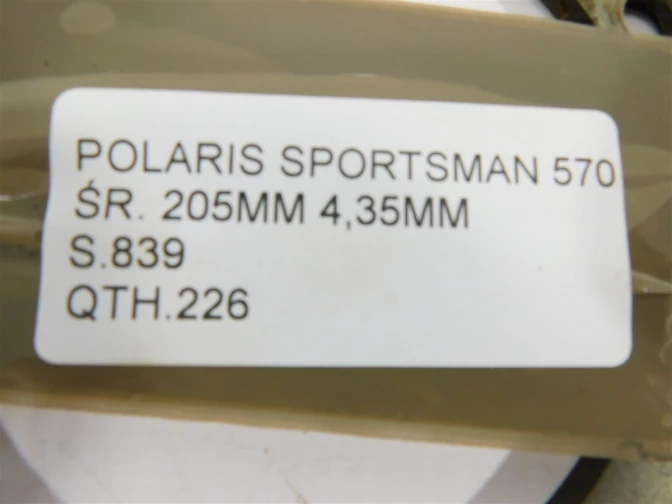 POLARIS SPORTSMAN 570
ŚR. 205MM 4,35MM
S.839
QTH.226